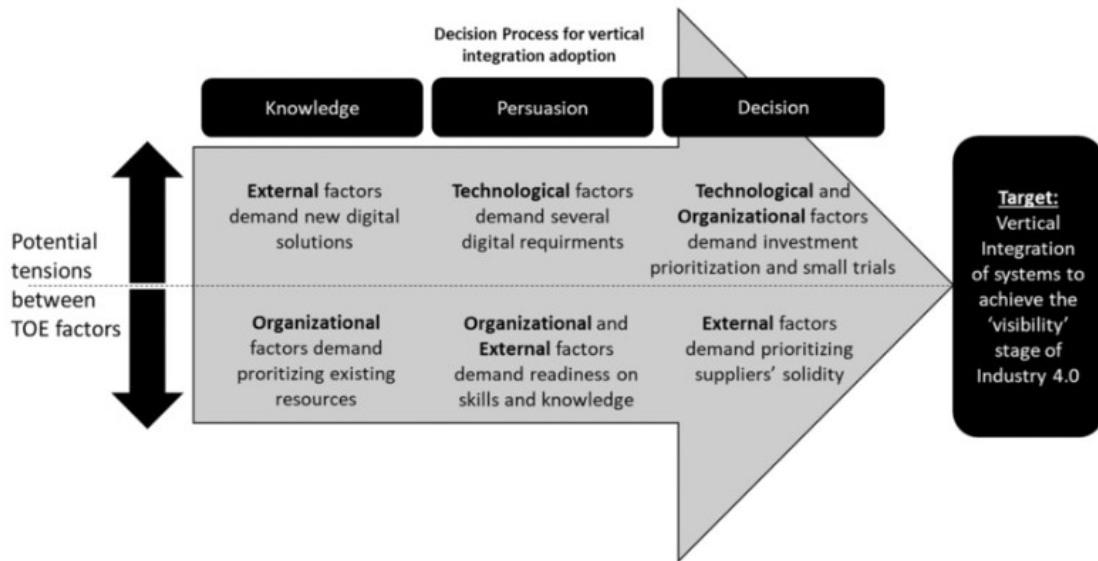 Decision Process for vertical
integration adoption
Knowledge
Persuasion
Decision
External factors
demand new digital
solutions
Technological factors
demand several
digital requirments
Technological and
Organizational factors
demand investment
prioritization and small trials
Potential
tensions
between
TOE factors
Organizational
factors demand
proritizing existing
resources
Organizational and
External factors
demand readiness on
skills and knowledge
External factors
demand prioritizing
suppliers’ solidity
Target:
Vertical
Integration
of systems to
achieve the
‘visibility’
stage of
Industry 4.0